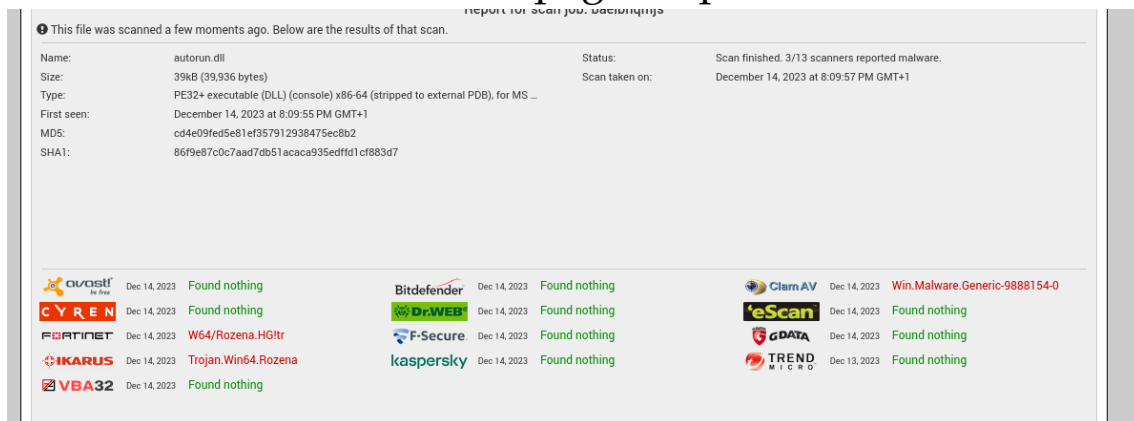 Report for scan job: baeibhqmjs
This file was scanned a few moments ago. Below are the results of that scan.
Name: autorun.dll Status: Scan finished. 3/13 scanners reported malware.
Size: 39kB (39,936 bytes) Scan taken on: December 14, 2023 at 8:09:57 PM GMT+1
Type: PE32+ executable (DLL) (console) x86-64 (stripped to external PDB), for MS ...
First seen: December 14, 2023 at 8:09:55 PM GMT+1
MD5: cd4e09fed5e81ef357912938475ec8b2
SHA1: 86f9e87c0c7aad7db51acaca935edffd1cf883d7
avast! be free Dec 14, 2023 Found nothing Bitdefender Dec 14, 2023 Found nothing ClamAV Dec 14, 2023 Win.Malware.Generic-9888154-0
CYREN Dec 14, 2023 Found nothing Dr.WEB Dec 14, 2023 Found nothing eScan Dec 14, 2023 Found nothing
FORTINET Dec 14, 2023 W64/Rozena.HG!tr F-Secure. Dec 14, 2023 Found nothing G DATA Dec 14, 2023 Found nothing
IKARUS Dec 14, 2023 Trojan.Win64.Rozena kaspersky Dec 14, 2023 Found nothing TREND MICRO Dec 13, 2023 Found nothing
VBA32 Dec 14, 2023 Found nothing